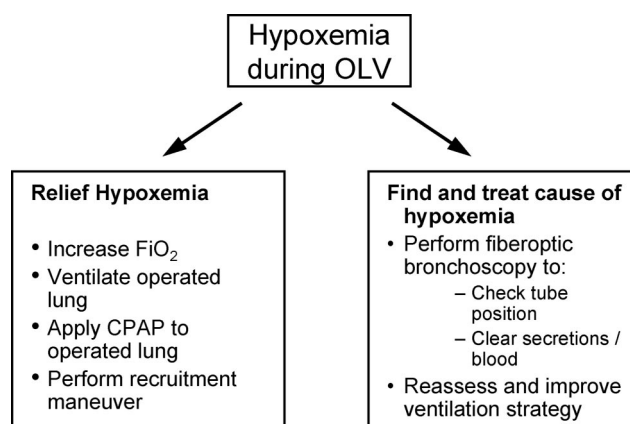 Hypoxemia
during OLV
Relief Hypoxemia
• Increase FiO₂
• Ventilate operated
lung
• Apply CPAP to
operated lung
• Perform recruitment
maneuver
Find and treat cause of
hypoxemia
• Perform fiberoptic
bronchoscopy to:
– Check tube
position
– Clear secretions /
blood
• Reassess and improve
ventilation strategy